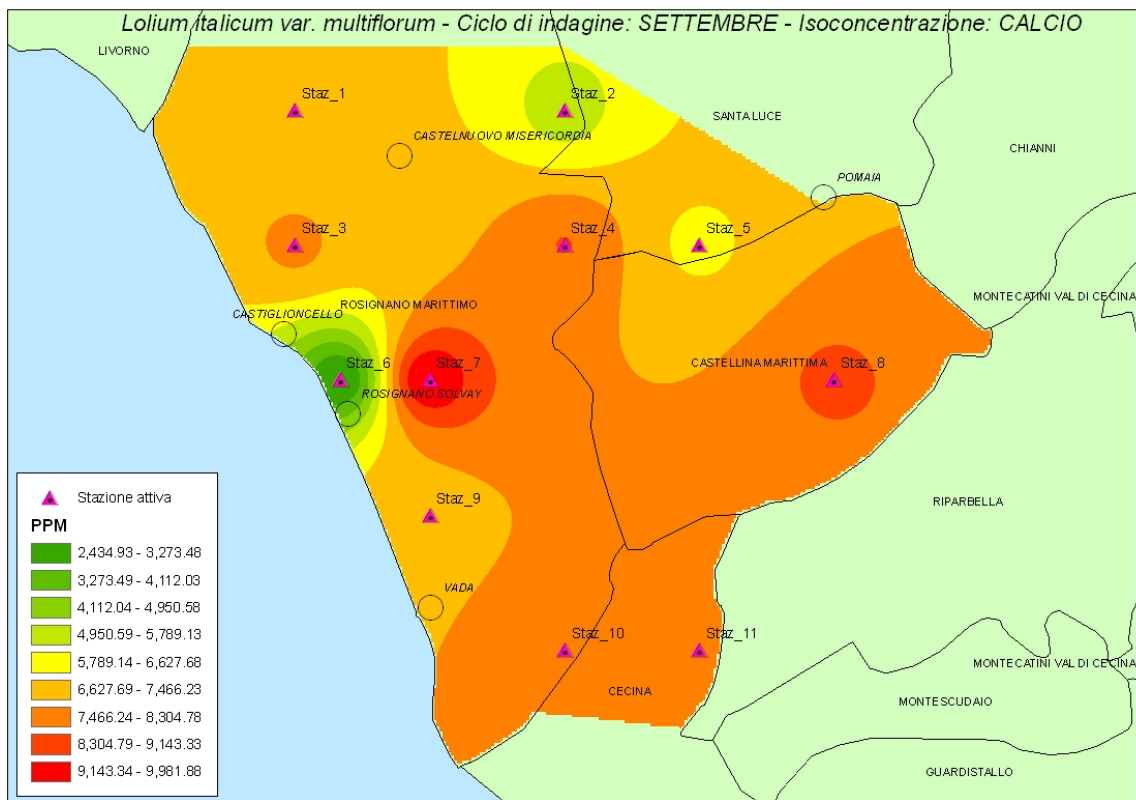 Lolium italicum var. multiflorum - Ciclo di indagine: SETTEMBRE - Isoconcentrazione: CALCIO
LIVORNO
Staz_1
Staz_2
SANTA LUCE
CASTELNUOVO MISERICORDIA
CHIANNI
POMAIA
Staz_3
Staz_4
Staz_5
MONTECATINI VAL DI CECINA
ROSIGNANO MARITTIMO
CASTIGLIONCELLO
Staz_6
Staz_7
CASTELLINA MARITTIMA
Staz_8
ROSIGNANO SOLVAY
Staz_9
RIPARBELLA
VADA
Staz_10
Staz_11
MONTECATINI VAL DI CECINA
CECINA
MONTESCUDAIO
GUARDISTALLO
Stazione attiva
PPM
2,434.93 - 3,273.48
3,273.49 - 4,112.03
4,112.04 - 4,950.58
4,950.59 - 5,789.13
5,789.14 - 6,627.68
6,627.69 - 7,466.23
7,466.24 - 8,304.78
8,304.79 - 9,143.33
9,143.34 - 9,981.88